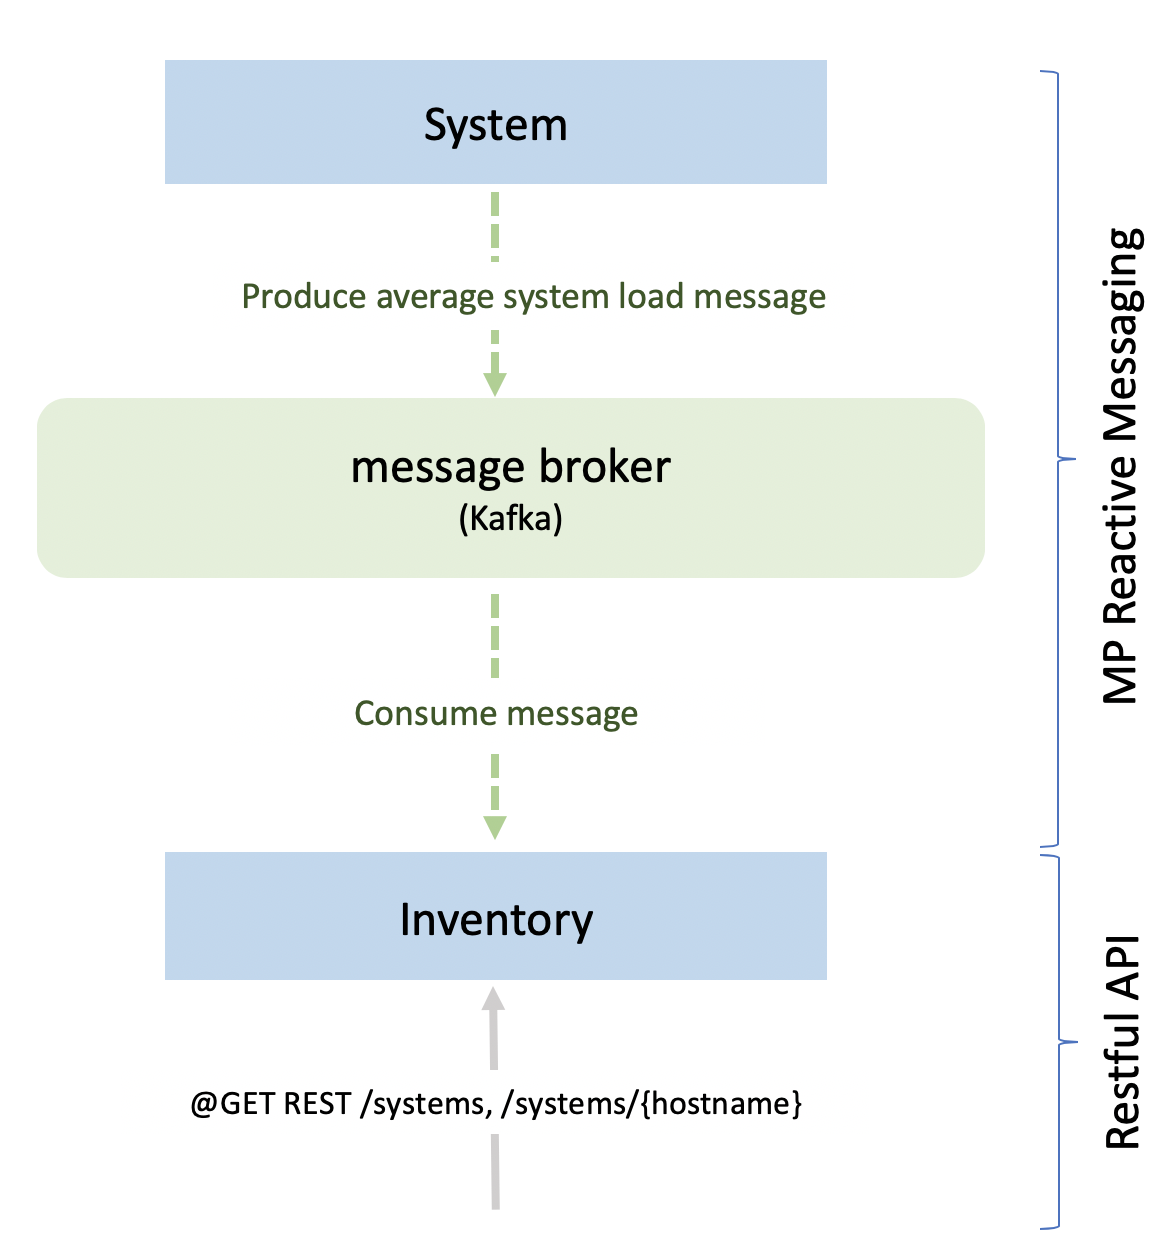 System
Produce average system load message
message broker
(Kafka)
Consume message
MP Reactive Messaging
Inventory
@GET REST /systems, /systems/{hostname}
Restful API